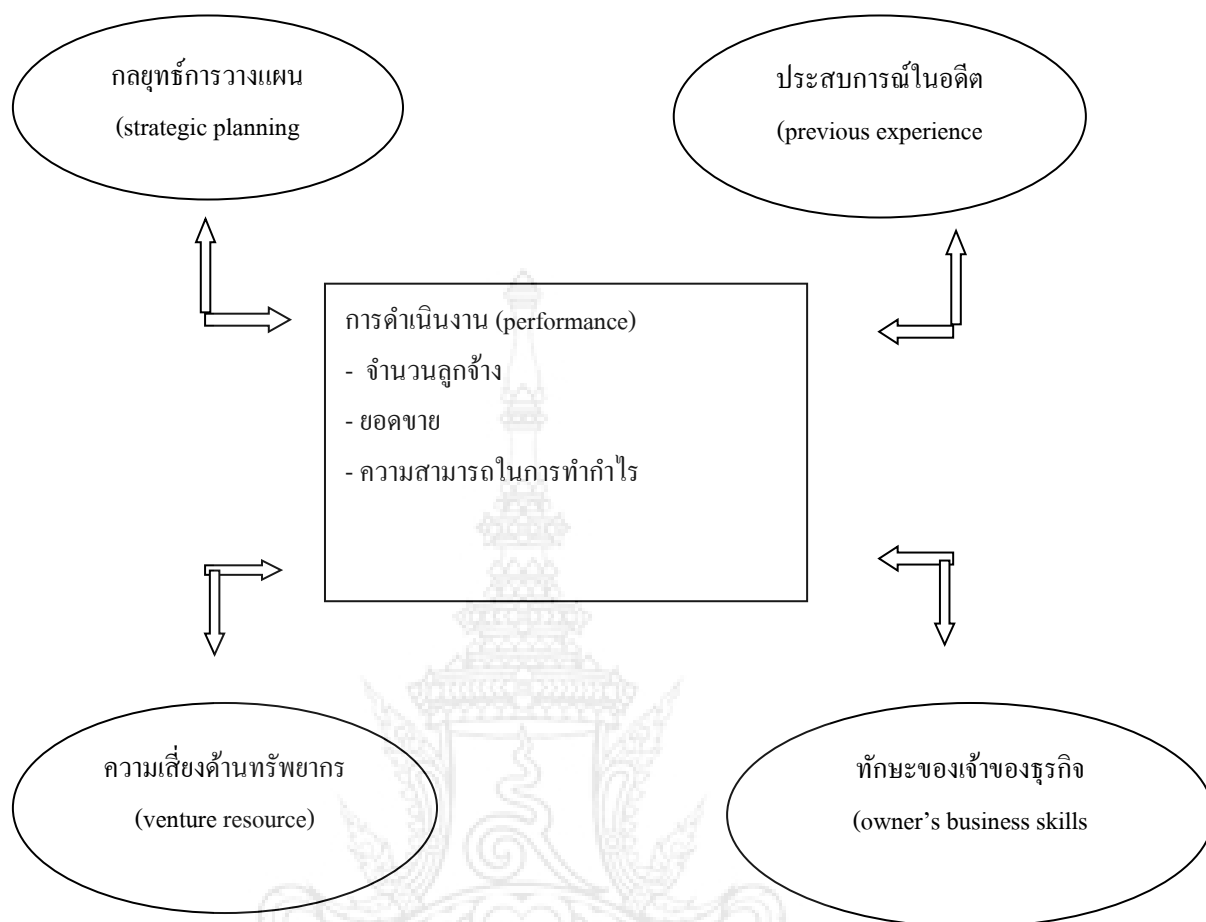 กลยุทธ์การวางแผน
(strategic planning
ประสบการณ์ในอดีต
(previous experience
การดำเนินงาน (performance)
- จำนวนลูกจ้าง
- ยอดขาย
- ความสามารถในการทำกำไร
ความเสี่ยงด้านทรัพยากร
(venture resource)
ทักษะของเจ้าของธุรกิจ
(owner’s business skills